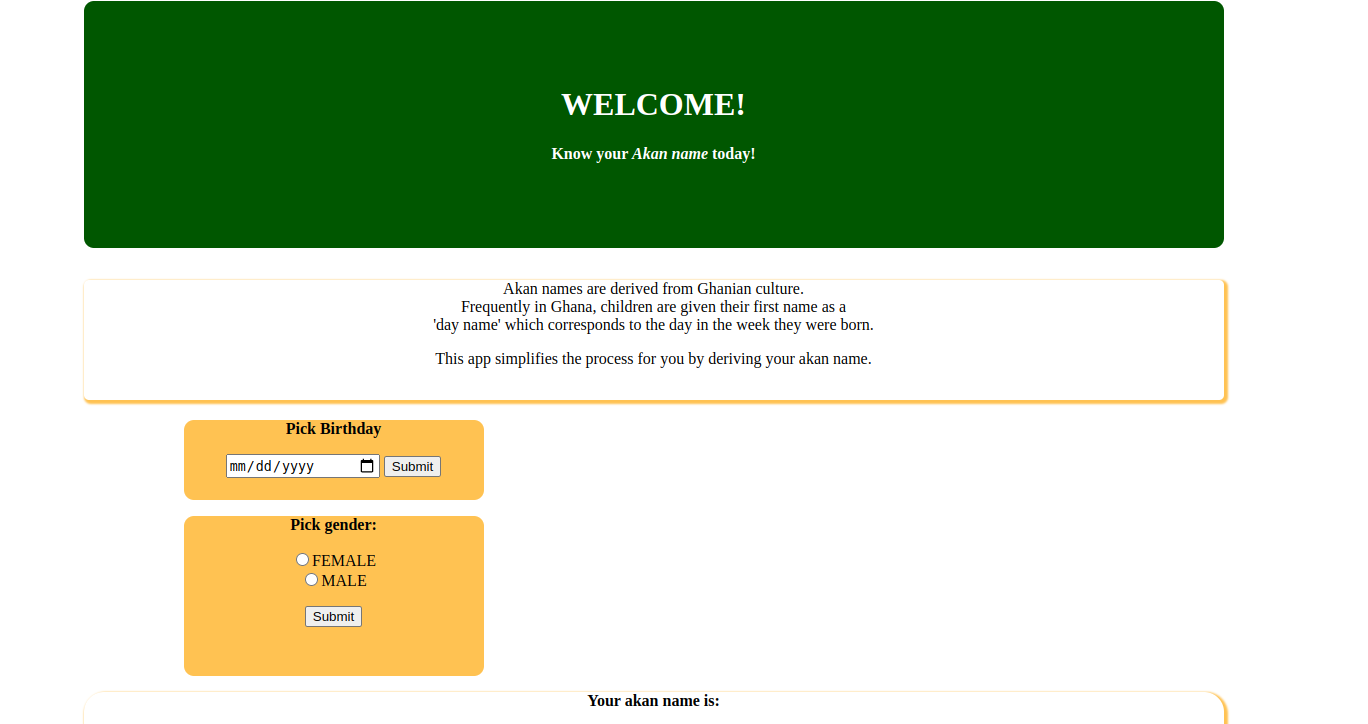 WELCOME!
Know your Akan name today!
Akan names are derived from Ghanian culture.
Frequently in Ghana, children are given their first name as a
'day name' which corresponds to the day in the week they were born.
This app simplifies the process for you by deriving your akan name.
Pick Birthday
mm/dd/yyyy Submit
Pick gender:
FEMALE
MALE
Submit
Your akan name is: